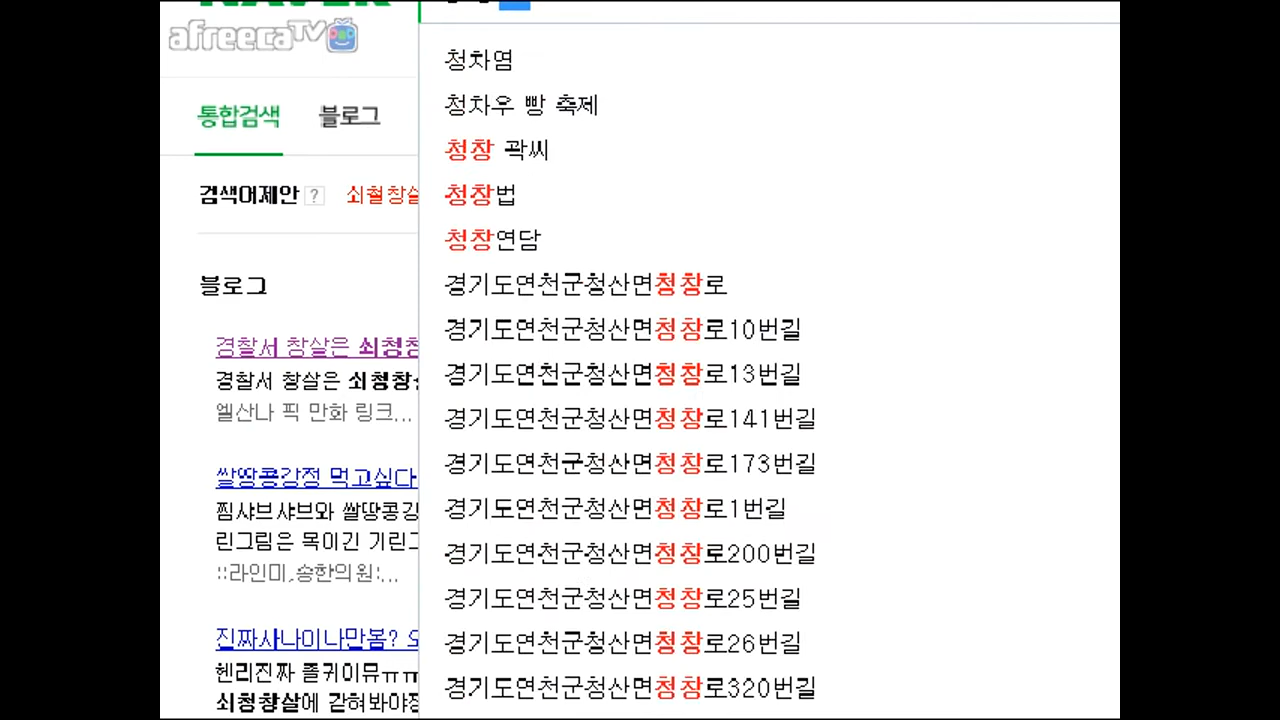 afreecaTV
통합검색 블로그
검색어제안 ? 쇠철창살
블로그
경찰서 창살은 쇠청창
경찰서 창살은 쇠청창
엘산나 픽 만화 링크...
쌀땅콩강정 먹고싶다
찜샤브샤브와 쌀땅콩강
린그림은 목이긴 기린그
::라인미,송한의원:...
진짜사나이나만봄?
헨리진짜 졸귀이뮤ㅠㅠ
쇠청창살에 갇혀봐야정
청차염
청차우 빵 축제
청창 곽씨
청창법
청창연담
경기도연천군청산면청창로
경기도연천군청산면청창로10번길
경기도연천군청산면청창로13번길
경기도연천군청산면청창로141번길
경기도연천군청산면청창로173번길
경기도연천군청산면청창로1번길
경기도연천군청산면청창로200번길
경기도연천군청산면청창로25번길
경기도연천군청산면청창로26번길
경기도연천군청산면청창로320번길